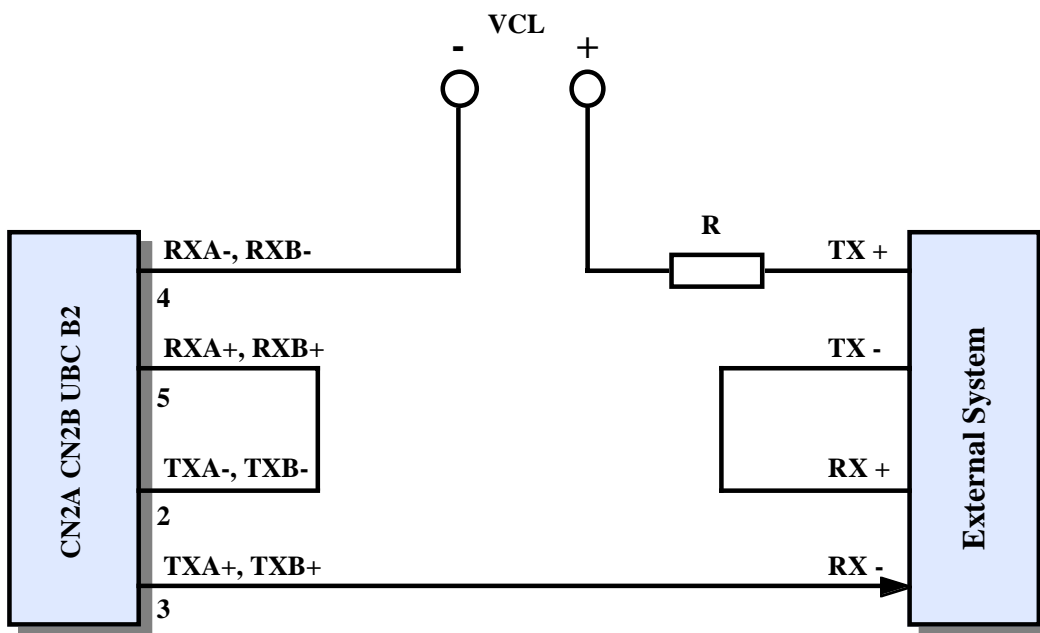 VCL
- +
R
RXA-, RXB-
TX +
4
RXA+, RXB+
TX -
5
TXA-, TXB-
RX +
2
TXA+, TXB+
RX -
3
CN2A CN2B UBC B2
External System